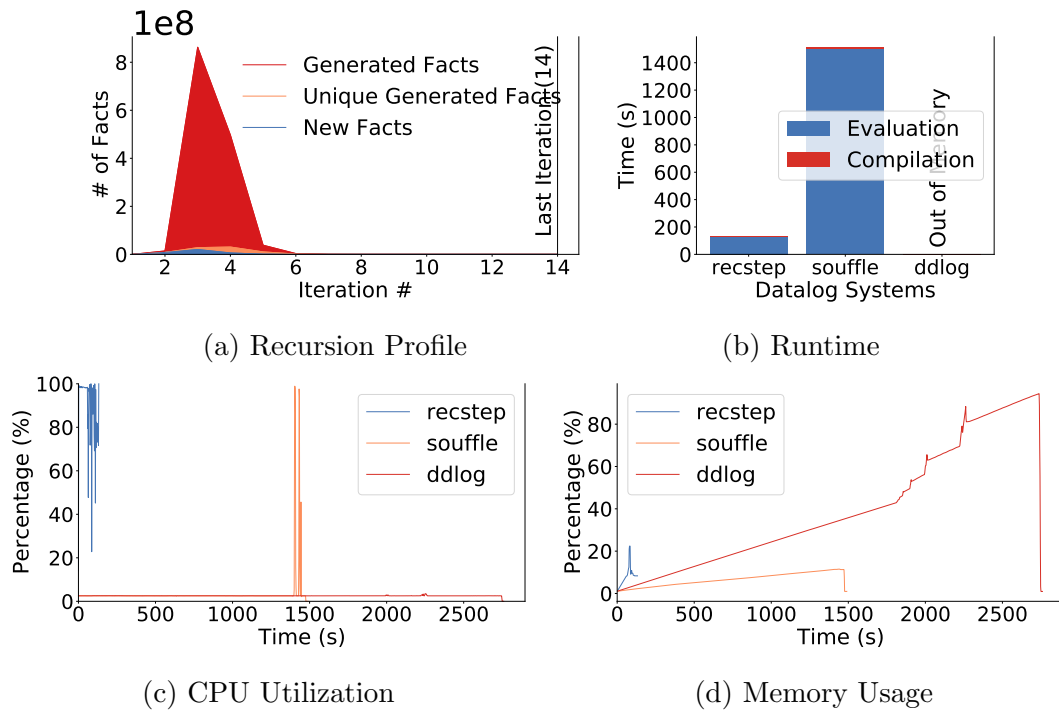 1e8
# of Facts
8
6
4
2
0
Generated Facts
Unique Generated Facts
New Facts
Last Iteration (14)
2 4 6 8 10 12 14
Iteration #
(a) Recursion Profile
Time (s)
1400
1200
1000
800
600
400
200
0
Evaluation
Compilation
Out of Memory
recstep souffle ddlog
Datalog Systems
(b) Runtime
Percentage (%)
100
80
60
40
20
0
recstep
souffle
ddlog
0 500 1000 1500 2000 2500
Time (s)
(c) CPU Utilization
Percentage (%)
80
60
40
20
0
recstep
souffle
ddlog
0 500 1000 1500 2000 2500
Time (s)
(d) Memory Usage